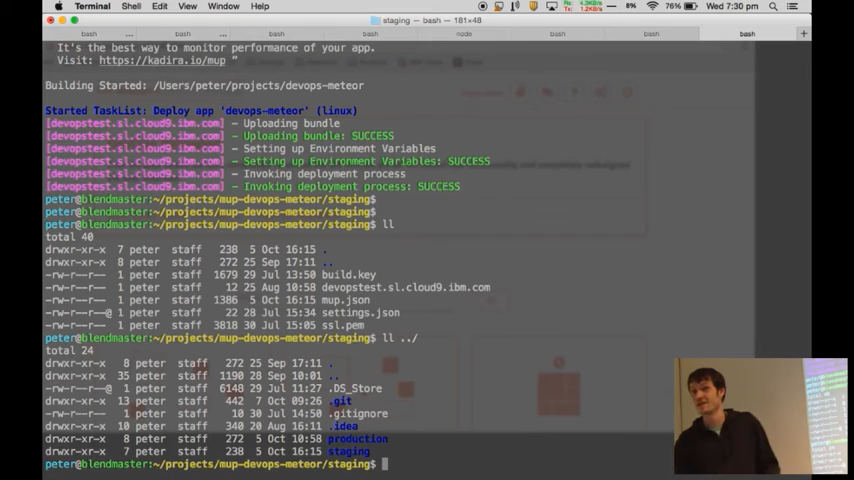 Terminal Shell Edit View Window Help 8% 76% Wed 7:30 pm
staging — bash — 181×48
bash bash bash bash node bash bash
It's the best way to monitor performance of your app.
Visit: https://kadira.io/mup "
Building Started: /Users/peter/projects/devops-meteor
Started TaskList: Deploy app 'devops-meteor' (linux)
[devopstest.sl.cloud9.ibm.com] - Uploading bundle
[devopstest.sl.cloud9.ibm.com] - Uploading bundle: SUCCESS
[devopstest.sl.cloud9.ibm.com] - Setting up Environment Variables
[devopstest.sl.cloud9.ibm.com] - Setting up Environment Variables: SUCCESS
[devopstest.sl.cloud9.ibm.com] - Invoking deployment process
[devopstest.sl.cloud9.ibm.com] - Invoking deployment process: SUCCESS
peter@blendmaster:~/projects/mup-devops-meteor/staging$
peter@blendmaster:~/projects/mup-devops-meteor/staging$
peter@blendmaster:~/projects/mup-devops-meteor/staging$ ll
total 40
drwxr-xr-x 7 peter staff 238 5 Oct 16:15 .
drwxr-xr-x 8 peter staff 272 25 Sep 17:11 ..
-rw-r--r-- 1 peter staff 1679 29 Jul 13:50 build.key
-rw-r--r-- 1 peter staff 12 25 Aug 10:58 devopstest.sl.cloud9.ibm.com
-rw-r--r-- 1 peter staff 1386 5 Oct 16:15 mup.json
-rw-r--r--@ 1 peter staff 22 28 Jul 15:34 settings.json
-rw-r--r-- 1 peter staff 3818 30 Jul 15:05 ssl.pem
peter@blendmaster:~/projects/mup-devops-meteor/staging$ ll ../
total 24
drwxr-xr-x 8 peter staff 272 25 Sep 17:11 .
drwxr-xr-x 35 peter staff 1190 28 Sep 10:01 ..
-rw-r--r--@ 1 peter staff 6148 29 Jul 11:27 .DS_Store
drwxr-xr-x 13 peter staff 442 7 Oct 09:26 .git
-rw-r--r-- 1 peter staff 10 30 Jul 14:50 .gitignore
drwxr-xr-x 10 peter staff 340 20 Aug 16:11 .idea
drwxr-xr-x 8 peter staff 272 5 Oct 10:58 production
drwxr-xr-x 7 peter staff 238 5 Oct 16:15 staging
peter@blendmaster:~/projects/mup-devops-meteor/staging$